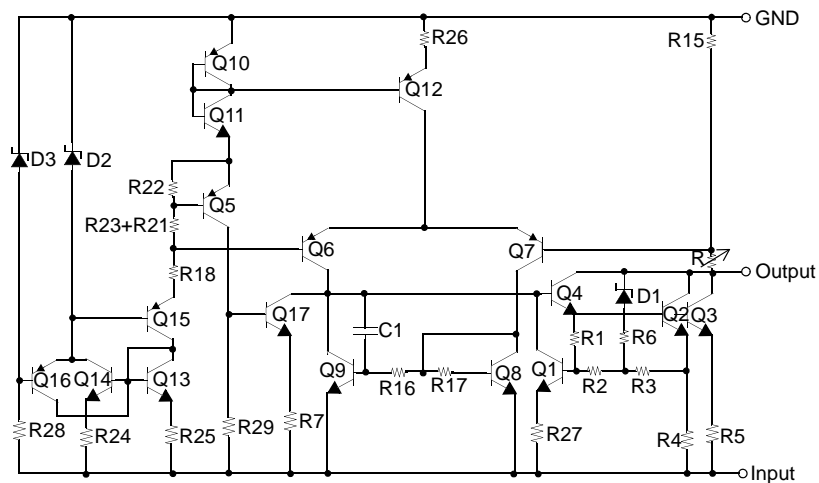 GND
R26
R15
Q10
Q12
Q11
D3
D2
R22
Q5
R23+R21
Q6
Q7
R
R18
Output
Q4
D1
Q15
Q17
Q2
Q3
C1
R1
R6
Q16
Q14
Q13
Q9
R16
R17
Q8
Q1
R2
R3
R28
R24
R25
R29
R7
R27
R4
R5
Input